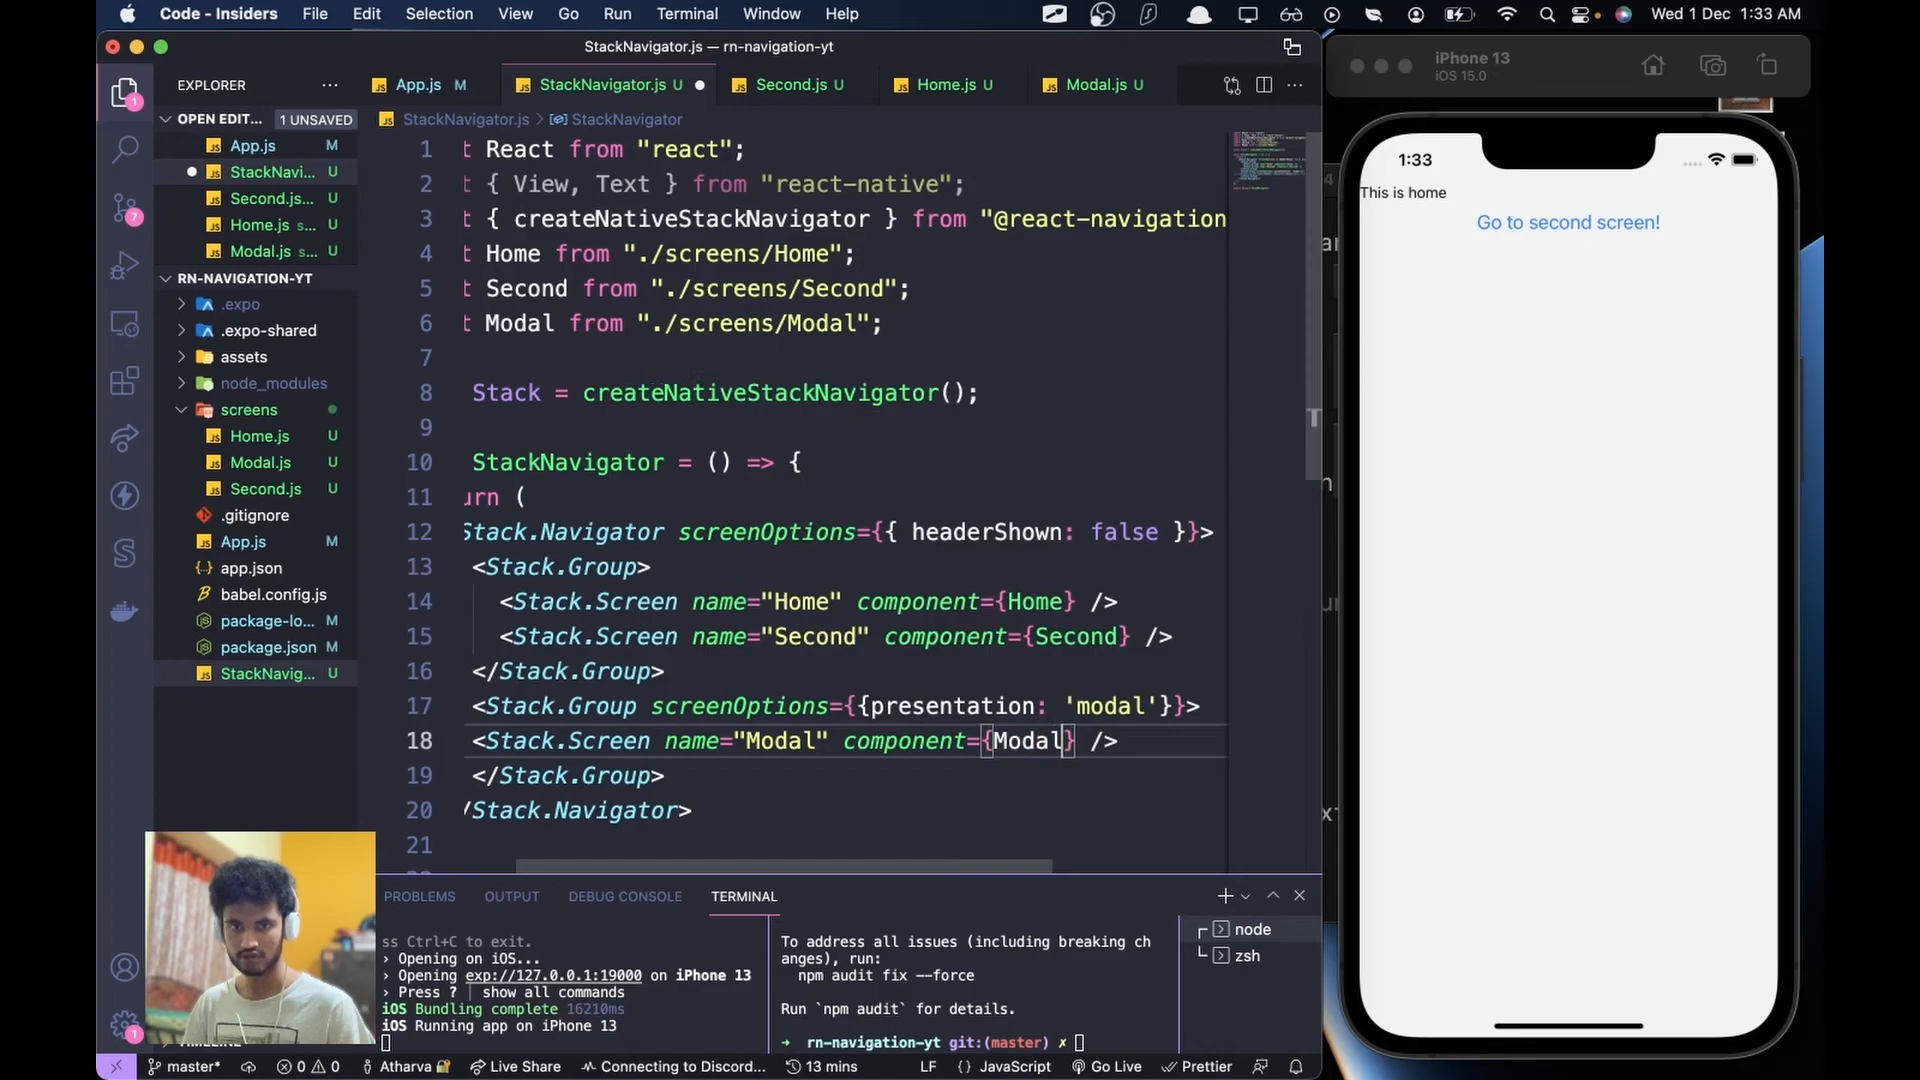 Code - Insiders File Edit Selection View Go Run Terminal Window Help
Wed 1 Dec 1:33 AM
StackNavigator.js — rn-navigation-yt
EXPLORER
App.js M
StackNavigator.js U
Second.js U
Home.js U
Modal.js U
OPEN EDIT... 1 UNSAVED
App.js M
StackNavi... U
Second.js... U
Home.js s... U
Modal.js s... U
RN-NAVIGATION-YT
.expo
.expo-shared
assets
node_modules
screens
Home.js U
Modal.js U
Second.js U
.gitignore
App.js M
app.json
babel.config.js
package-lo... M
package.json M
StackNavig... U
StackNavigator.js > StackNavigator
1 t React from "react";
2 t { View, Text } from "react-native";
3 t { createNativeStackNavigator } from "@react-navigation
4 t Home from "./screens/Home";
5 t Second from "./screens/Second";
6 t Modal from "./screens/Modal";
7
8 Stack = createNativeStackNavigator();
9
10 StackNavigator = () => {
11 urn (
12 Stack.Navigator screenOptions={{ headerShown: false }}>
13 <Stack.Group>
14 <Stack.Screen name="Home" component={Home} />
15 <Stack.Screen name="Second" component={Second} />
16 </Stack.Group>
17 <Stack.Group screenOptions={{presentation: 'modal'}}>
18 <Stack.Screen name="Modal" component={Modal} />
19 </Stack.Group>
20 /Stack.Navigator>
21
PROBLEMS OUTPUT DEBUG CONSOLE TERMINAL
ss Ctrl+C to exit.
› Opening on iOS...
› Opening exp://127.0.0.1:19000 on iPhone 13
› Press ? | show all commands
iOS Bundling complete 16210ms
iOS Running app on iPhone 13
To address all issues (including breaking ch
anges), run:
npm audit fix --force
Run `npm audit` for details.
➜ rn-navigation-yt git:(master) ✗
node
zsh
master* 0 0 Atharva Live Share Connecting to Discord... 13 mins LF {} JavaScript Go Live Prettier
iPhone 13
iOS 15.0
1:33
This is home
Go to second screen!